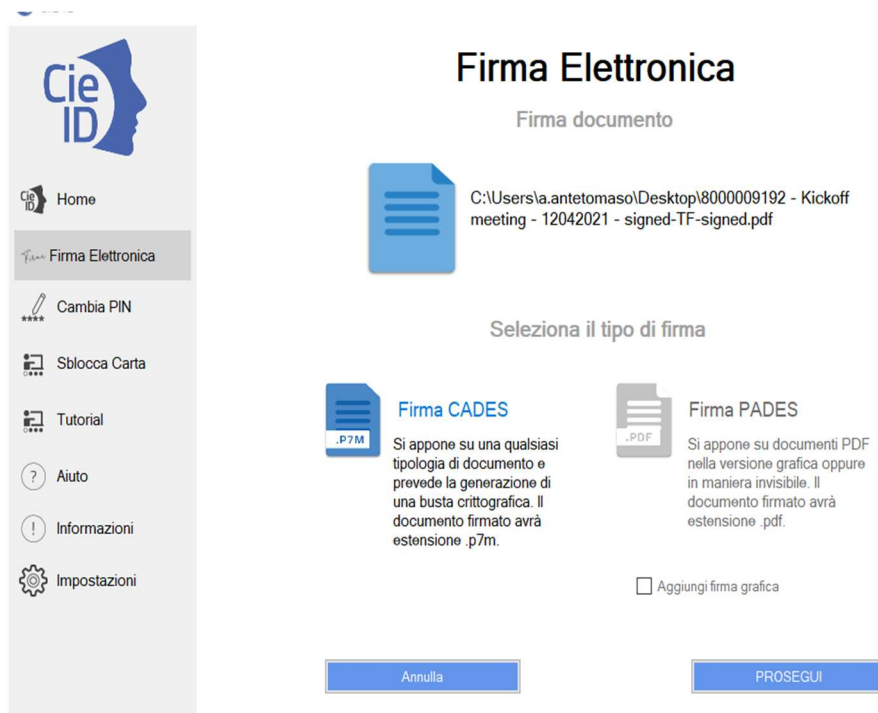 Cie
ID
Cie
ID
Home
Firma
Firma Elettronica
Cambia PIN
Sblocca Carta
Tutorial
? Aiuto
! Informazioni
Impostazioni
Firma Elettronica
Firma documento
C:\Users\a.antetomaso\Desktop\8000009192 - Kickoff
meeting - 12042021 - signed-TF-signed.pdf
Seleziona il tipo di firma
.P7M
Firma CADES
Si appone su una qualsiasi
tipologia di documento e
prevede la generazione di
una busta crittografica. Il
documento firmato avrà
estensione .p7m.
.PDF
Firma PADES
Si appone su documenti PDF
nella versione grafica oppure
in maniera invisibile. Il
documento firmato avrà
estensione .pdf.
Aggiungi firma grafica
Annulla
PROSEGUI